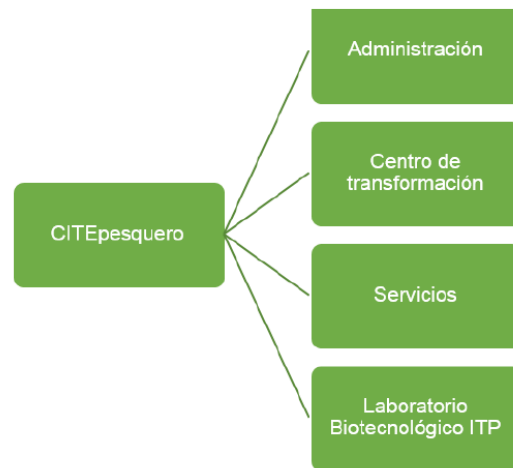 Administración
Centro de
transformación
CITEpesquero
Servicios
Laboratorio
Biotecnológico ITP